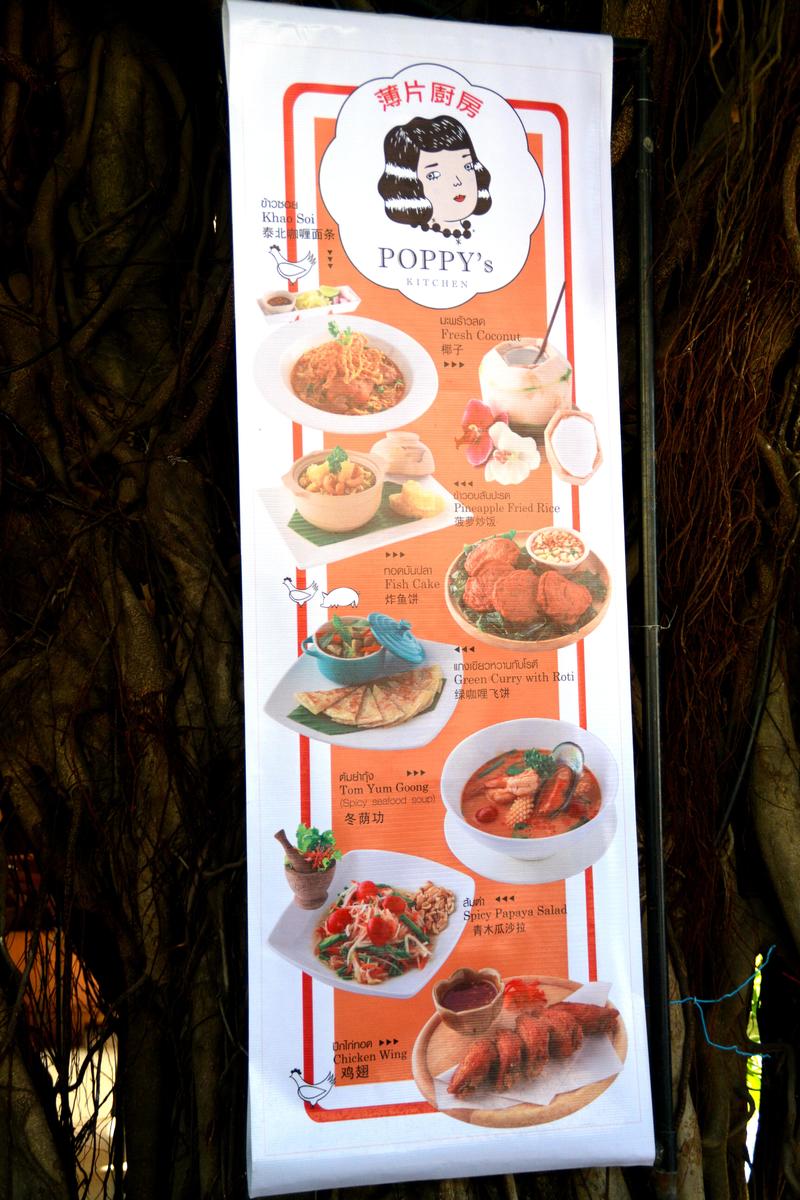 薄片厨房
POPPY's
KITCHEN
ข้าวซอย
Khao Soi
泰北咖喱面条
มะพร้าวสด
Fresh Coconut
椰子
ข้าวอบสับปะรด
Pineapple Fried Rice
菠萝炒饭
ทอดมันปลา
Fish Cake
炸鱼饼
แกงเขียวหวานกับโรตี
Green Curry with Roti
绿咖哩飞饼
ต้มยำกุ้ง
Tom Yum Goong
(Spicy seafood soup)
冬荫功
ส้มตำ
Spicy Papaya Salad
青木瓜沙拉
ปีกไก่ทอด
Chicken Wing
鸡翅